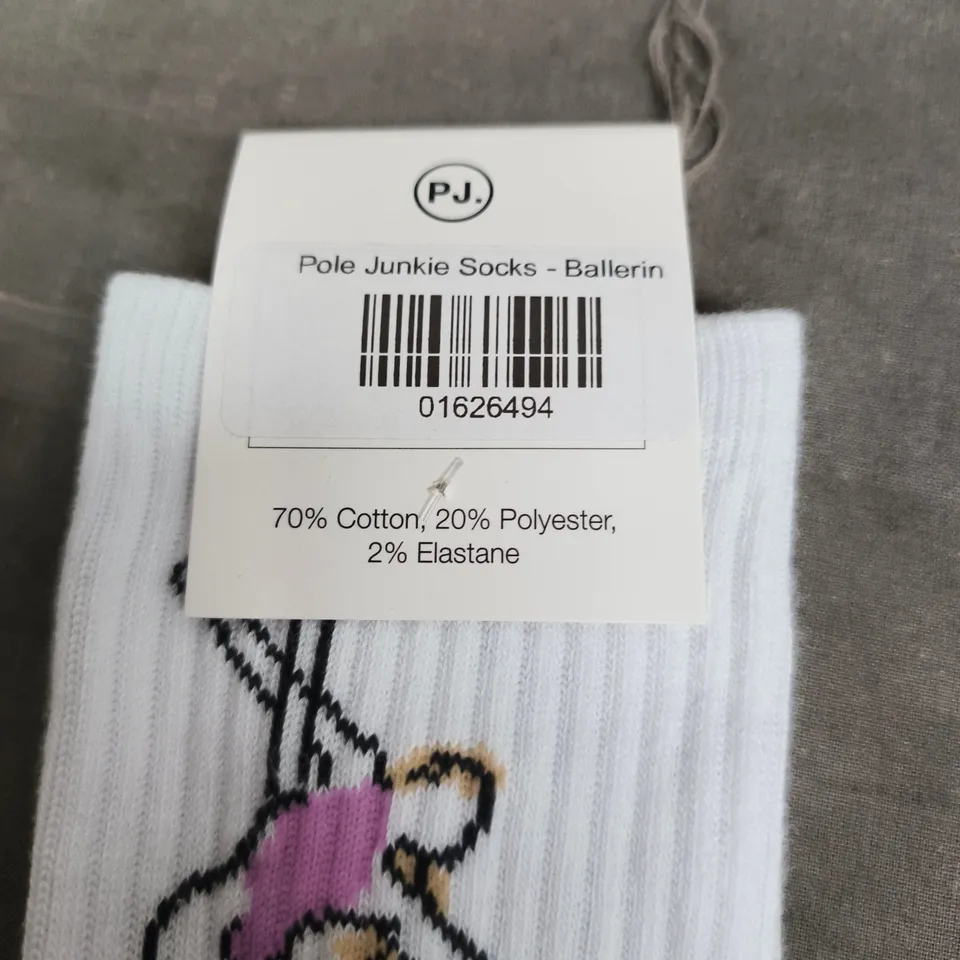 PJ.
Pole Junkie Socks - Ballerin
01626494
70% Cotton, 20% Polyester,
2% Elastane